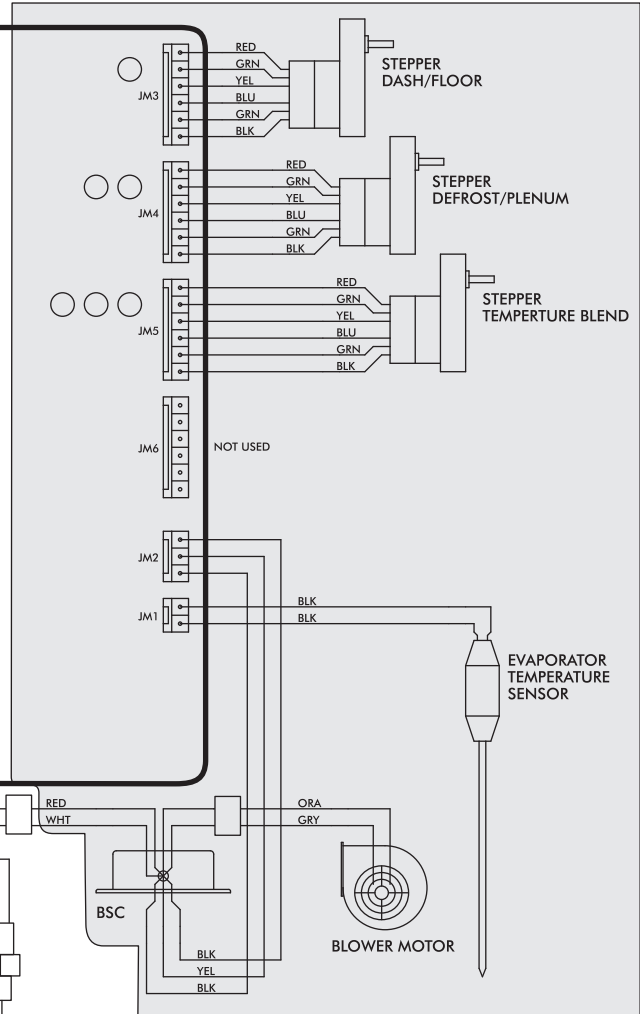 RED
GRN
YEL
BLU
GRN
BLK
JM3
STEPPER
DASH/FLOOR
RED
GRN
YEL
BLU
GRN
BLK
JM4
STEPPER
DEFROST/PLENUM
RED
GRN
YEL
BLU
GRN
BLK
JM5
STEPPER
TEMPERTURE BLEND
JM6
NOT USED
JM2
JM1
BLK
BLK
EVAPORATOR
TEMPERATURE
SENSOR
RED
WHT
ORA
GRY
BSC
BLOWER MOTOR
BLK
YEL
BLK